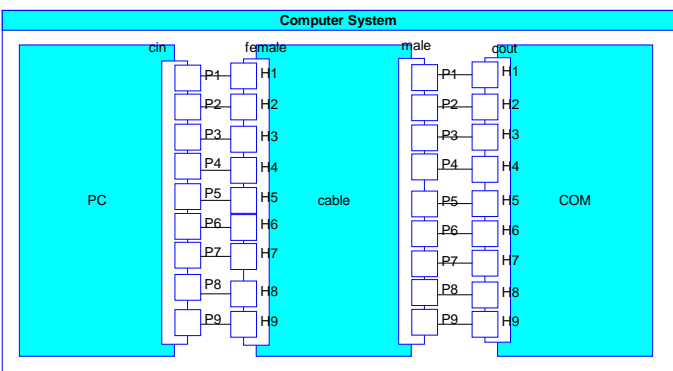 Computer System
cin female male cout
P1 H1 P1 H1
P2 H2 P2 H2
P3 H3 P3 H3
P4 H4 P4 H4
PC P5 H5 cable P5 H5 COM
P6 H6 P6 H6
P7 H7 P7 H7
P8 H8 P8 H8
P9 H9 P9 H9